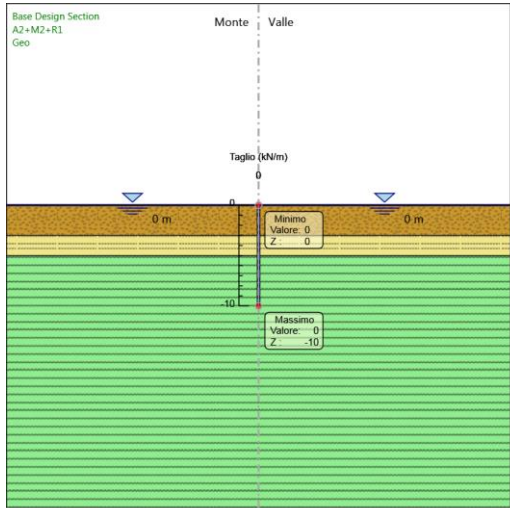 Base Design Section
A2+M2+R1
Geo
Monte
Valle
Taglio (kN/m)
0
0
0 m
0 m
Minimo
Valore: 0
Z : 0
-10
Massimo
Valore: 0
Z : -10